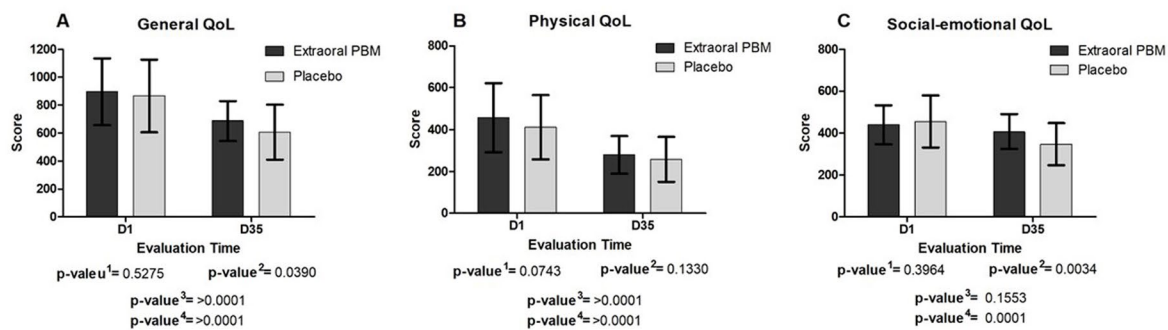 A General QoL
1200
1000
800
600
400
200
0
Score
Extraoral PBM
Placebo
D1 D35
Evaluation Time
p-valeu1= 0.5275 p-value2= 0.0390
p-value3= >0.0001
p-value4= >0.0001
B Physical QoL
800
600
400
200
0
Score
Extraoral PBM
Placebo
D1 D35
Evaluation Time
p-value1= 0.0743 p-value2= 0.1330
p-value3= >0.0001
p-value4= >0.0001
C Social-emotional QoL
800
600
400
200
0
Score
Extraoral PBM
Placebo
D1 D35
Evaluation Time
p-value1= 0.3964 p-value2= 0.0034
p-value3= 0.1553
p-value4= 0.0001